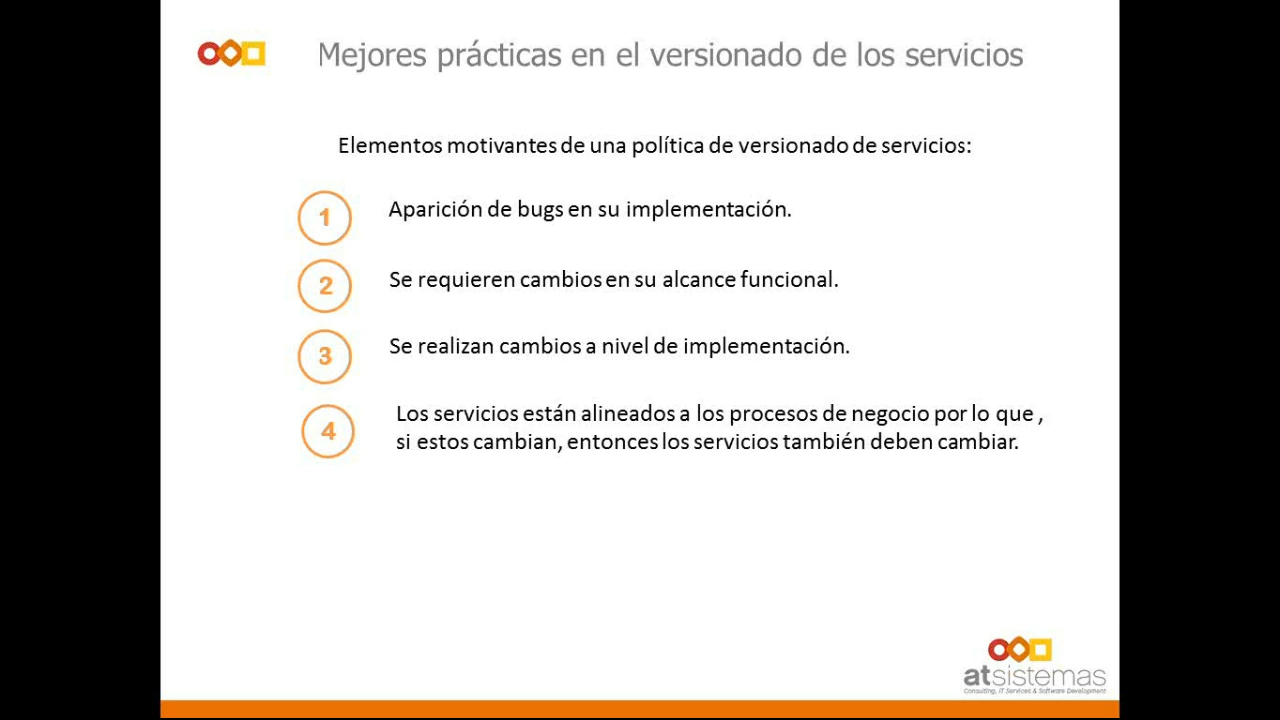 Mejores prácticas en el versionado de los servicios
Elementos motivantes de una política de versionado de servicios:
1 Aparición de bugs en su implementación.
2 Se requieren cambios en su alcance funcional.
3 Se realizan cambios a nivel de implementación.
4 Los servicios están alineados a los procesos de negocio por lo que ,
si estos cambian, entonces los servicios también deben cambiar.
atsistemas
Consulting, IT Services & Software Development